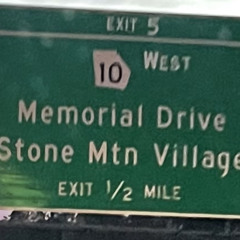 EXIT 5
10 WEST
Memorial Drive
Stone Mtn Village
EXIT 1/2 MILE